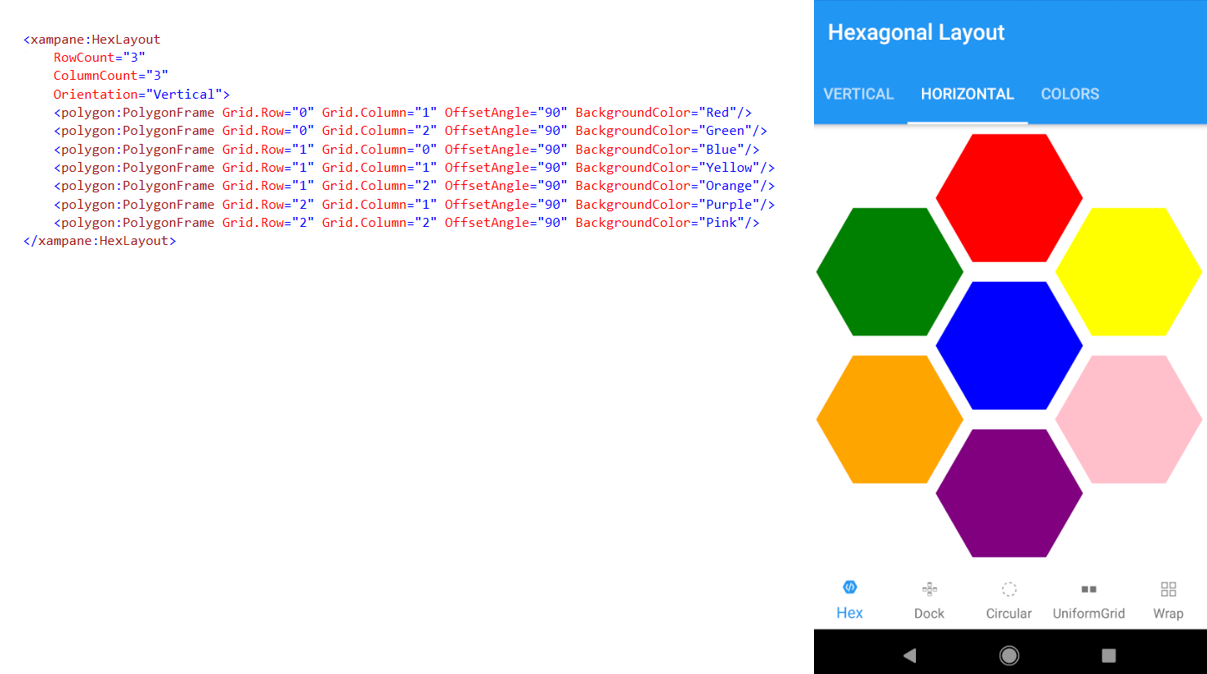 <xampane:HexLayout
RowCount="3"
ColumnCount="3"
Orientation="Vertical">
<polygon:PolygonFrame Grid.Row="0" Grid.Column="1" OffsetAngle="90" BackgroundColor="Red"/>
<polygon:PolygonFrame Grid.Row="0" Grid.Column="2" OffsetAngle="90" BackgroundColor="Green"/>
<polygon:PolygonFrame Grid.Row="1" Grid.Column="0" OffsetAngle="90" BackgroundColor="Blue"/>
<polygon:PolygonFrame Grid.Row="1" Grid.Column="1" OffsetAngle="90" BackgroundColor="Yellow"/>
<polygon:PolygonFrame Grid.Row="1" Grid.Column="2" OffsetAngle="90" BackgroundColor="Orange"/>
<polygon:PolygonFrame Grid.Row="2" Grid.Column="1" OffsetAngle="90" BackgroundColor="Purple"/>
<polygon:PolygonFrame Grid.Row="2" Grid.Column="2" OffsetAngle="90" BackgroundColor="Pink"/>
</xampane:HexLayout>
Hexagonal Layout
VERTICAL HORIZONTAL COLORS
Hex Dock Circular UniformGrid Wrap